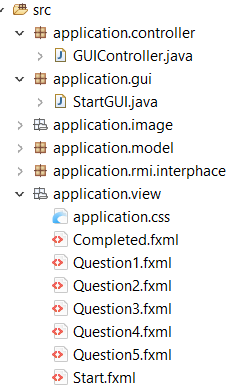 src
application.controller
GUIController.java
application.gui
StartGUI.java
application.image
application.model
application.rmi.interphace
application.view
application.css
Completed.fxml
Question1.fxml
Question2.fxml
Question3.fxml
Question4.fxml
Question5.fxml
Start.fxml